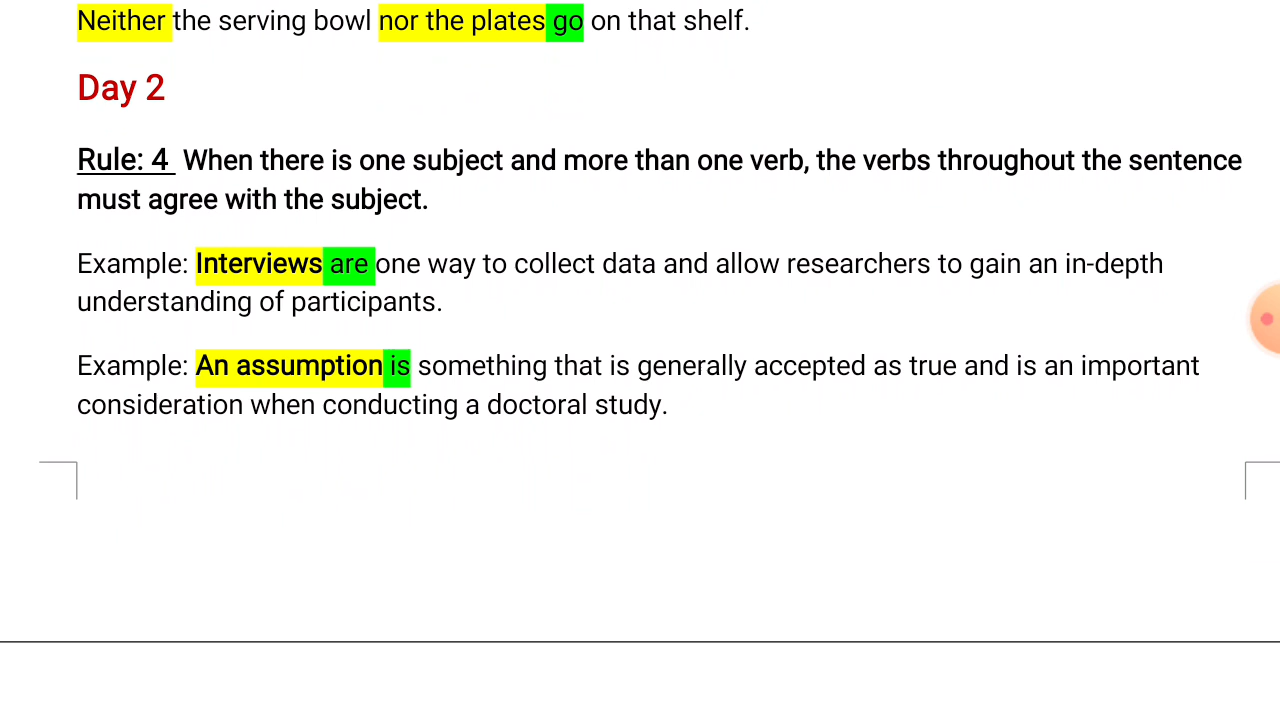 Neither the serving bowl nor the plates go on that shelf.
Day 2
Rule: 4 When there is one subject and more than one verb, the verbs throughout the sentence
must agree with the subject.
Example: Interviews are one way to collect data and allow researchers to gain an in-depth
understanding of participants.
Example: An assumption is something that is generally accepted as true and is an important
consideration when conducting a doctoral study.